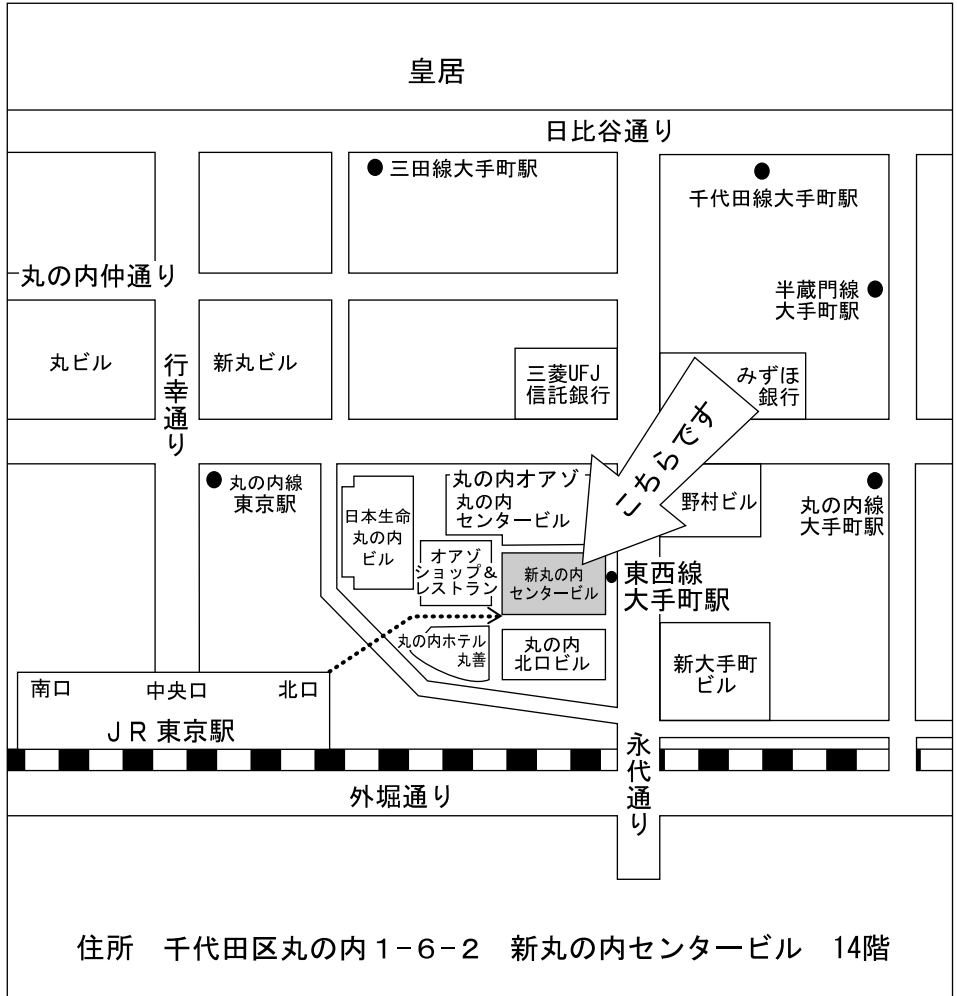 皇居
日比谷通り
三田線大手町駅
千代田線大手町駅
丸の内仲通り
半蔵門線
大手町駅
丸ビル
行幸通り
新丸ビル
三菱UFJ
信託銀行
みずほ
銀行
こちらです
丸の内線
東京駅
日本生命
丸の内
ビル
丸の内オアゾ
丸の内
センタービル
野村ビル
丸の内線
大手町駅
オアゾ
ショップ&
レストラン
新丸の内
センタービル
東西線
大手町駅
丸の内ホテル
丸善
丸の内
北口ビル
新大手町
ビル
南口
中央口
北口
JR東京駅
永代通り
外堀通り
住所 千代田区丸の内1-6-2 新丸の内センタービル 14階